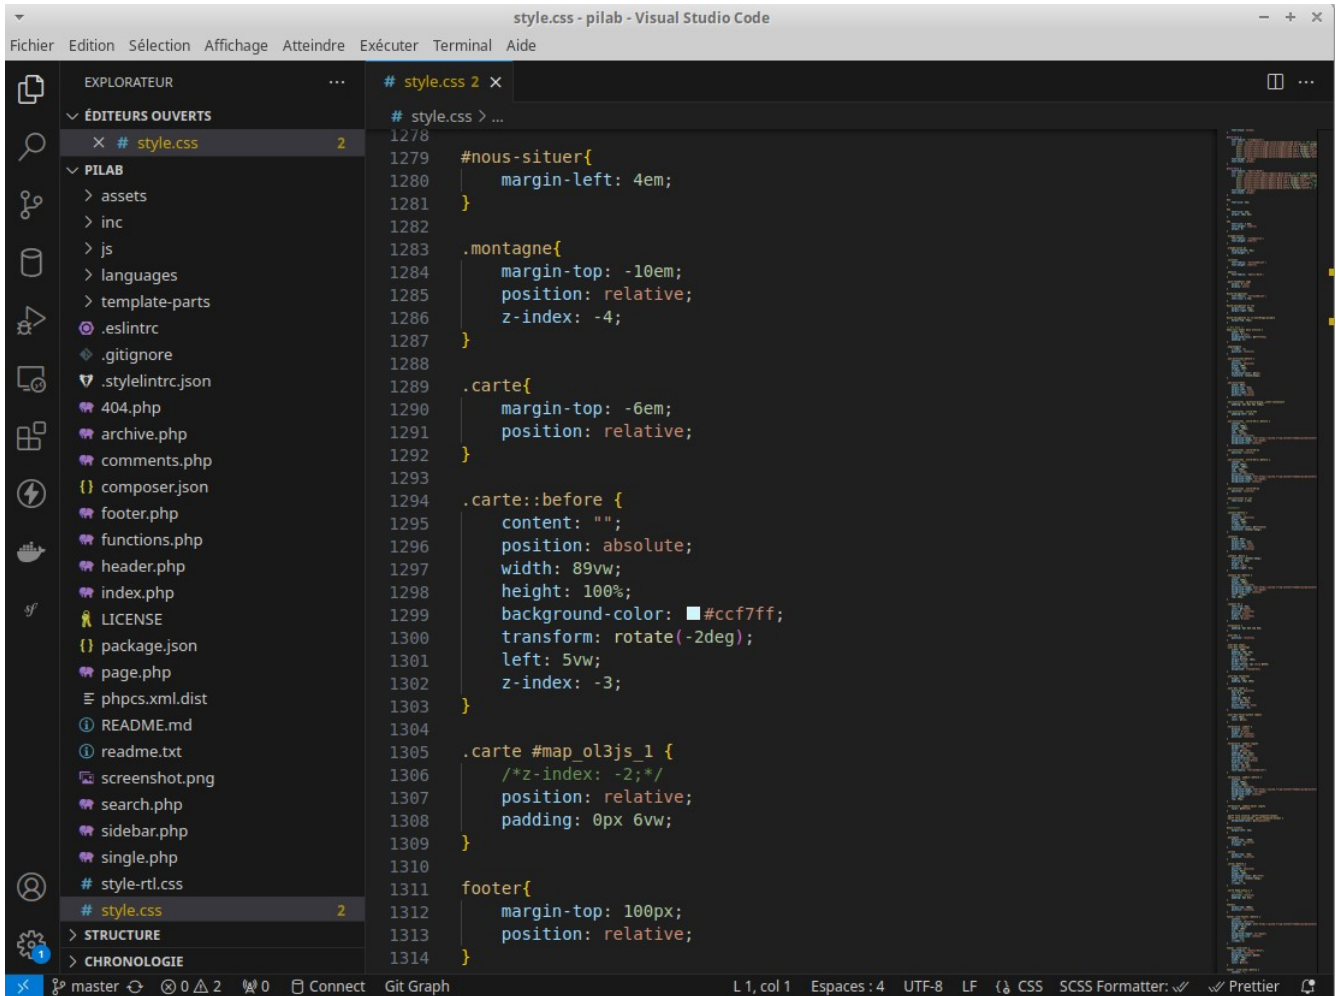 style.css - pilab - Visual Studio Code
Fichier Edition Sélection Affichage Atteindre Exécuter Terminal Aide
EXPLORATEUR
ÉDITEURS OUVERTS
# style.css 2
PILAB
assets
inc
js
languages
template-parts
.eslintrc
.gitignore
.stylelintrc.json
404.php
archive.php
comments.php
{} composer.json
footer.php
functions.php
header.php
index.php
LICENSE
{} package.json
page.php
phpcs.xml.dist
README.md
readme.txt
screenshot.png
search.php
sidebar.php
single.php
# style-rtl.css
# style.css 2
STRUCTURE
CHRONOLOGIE
1
# style.css 2
# style.css > ...
1278
1279 #nous-situer{
1280 margin-left: 4em;
1281 }
1282
1283 .montagne{
1284 margin-top: -10em;
1285 position: relative;
1286 z-index: -4;
1287 }
1288
1289 .carte{
1290 margin-top: -6em;
1291 position: relative;
1292 }
1293
1294 .carte::before {
1295 content: "";
1296 position: absolute;
1297 width: 89vw;
1298 height: 100%;
1299 background-color: #ccf7ff;
1300 transform: rotate(-2deg);
1301 left: 5vw;
1302 z-index: -3;
1303 }
1304
1305 .carte #map_ol3js_1 {
1306 /*z-index: -2;*/
1307 position: relative;
1308 padding: 0px 6vw;
1309 }
1310
1311 footer{
1312 margin-top: 100px;
1313 position: relative;
1314 }
master 0 2 0 Connect Git Graph L 1, col 1 Espaces : 4 UTF-8 LF CSS SCSS Formatter: Prettier